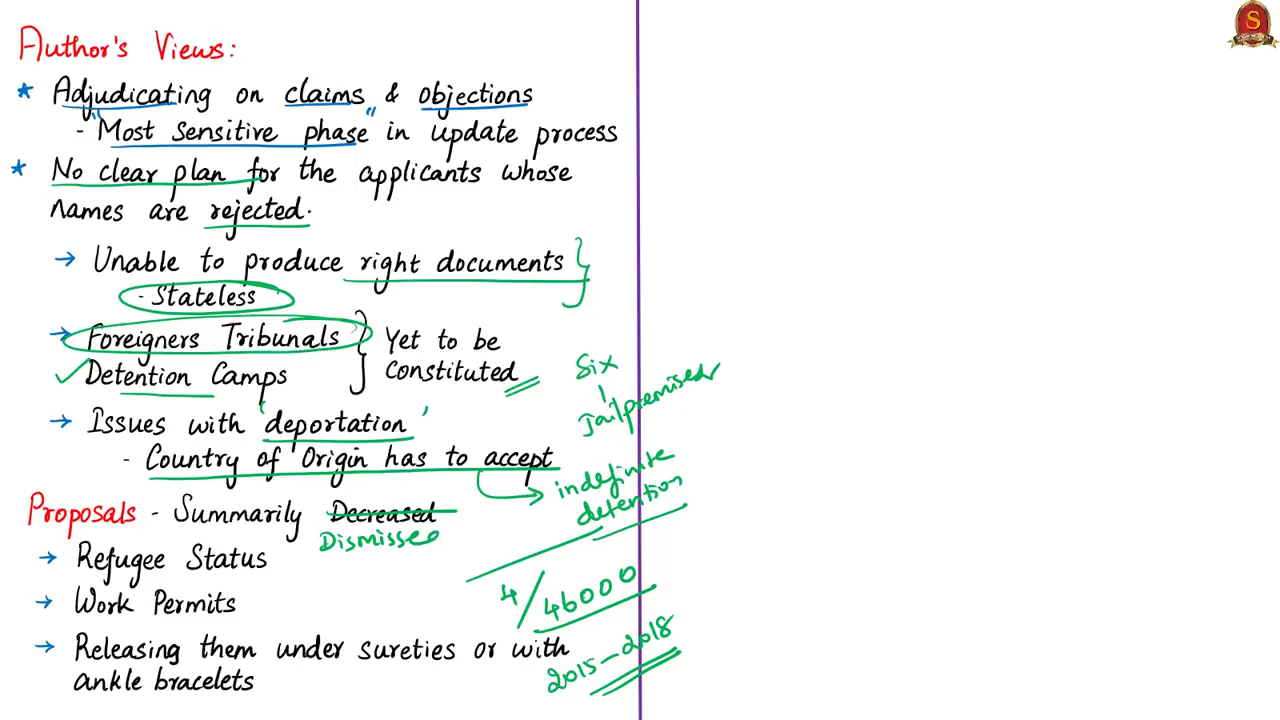 Author's Views:
* Adjudicating on claims & objections
- "Most sensitive phase" in update process
* No clear plan for the applicants whose
names are rejected.
→ Unable to produce right documents
- Stateless
→ Foreigners Tribunals
Detention Camps
Yet to be
constituted
Six
Jail premises
→ Issues with 'deportation'
- Country of Origin has to accept
→ indefinite
detention
Proposals - Summarily Decreased
Dismissed
→ Refugee Status
4/46000
→ Work Permits
2015-2018
→ Releasing them under sureties or with
ankle bracelets
S